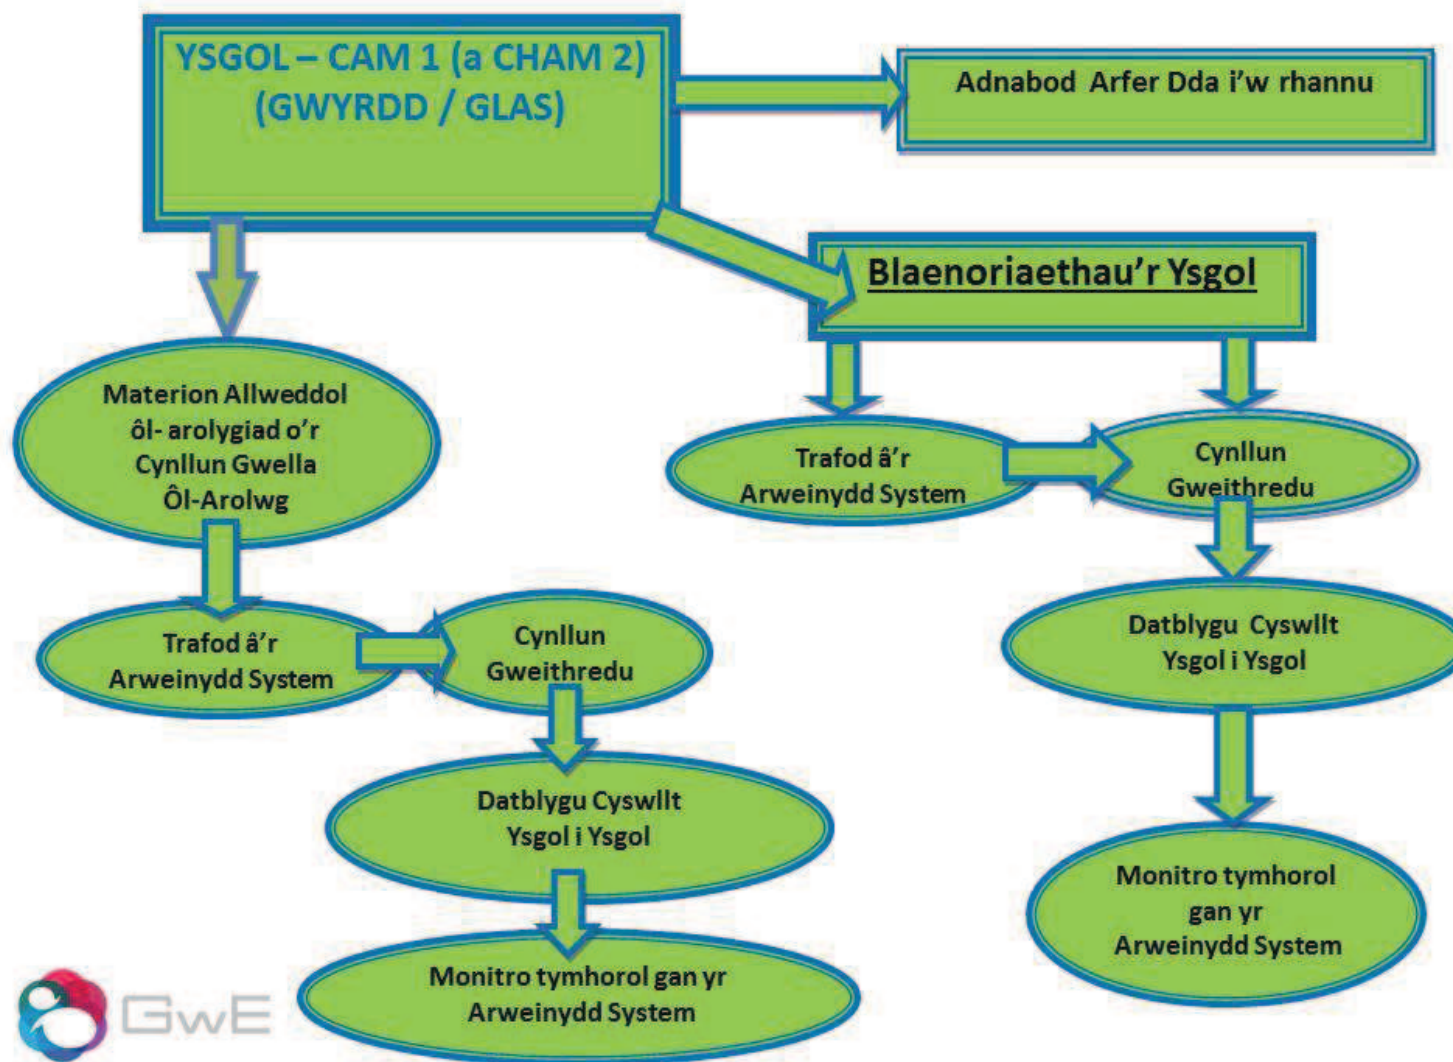 YSGOL – CAM 1 (a CHAM 2)
(GWYRDD / GLAS)
Adnabod Arfer Dda i'w rhannu
Blaenoriaethau'r Ysgol
Materion Allweddol
ôl- arolygiad o'r
Cynllun Gwella
Ôl-Arolwg
Trafod â'r
Arweinydd System
Cynllun
Gweithredu
Datblygu Cyswllt
Ysgol i Ysgol
Monitro tymhorol gan yr
Arweinydd System
Trafod â'r
Arweinydd System
Cynllun
Gweithredu
Datblygu Cyswllt
Ysgol i Ysgol
Monitro tymhorol
gan yr
Arweinydd System
GwE